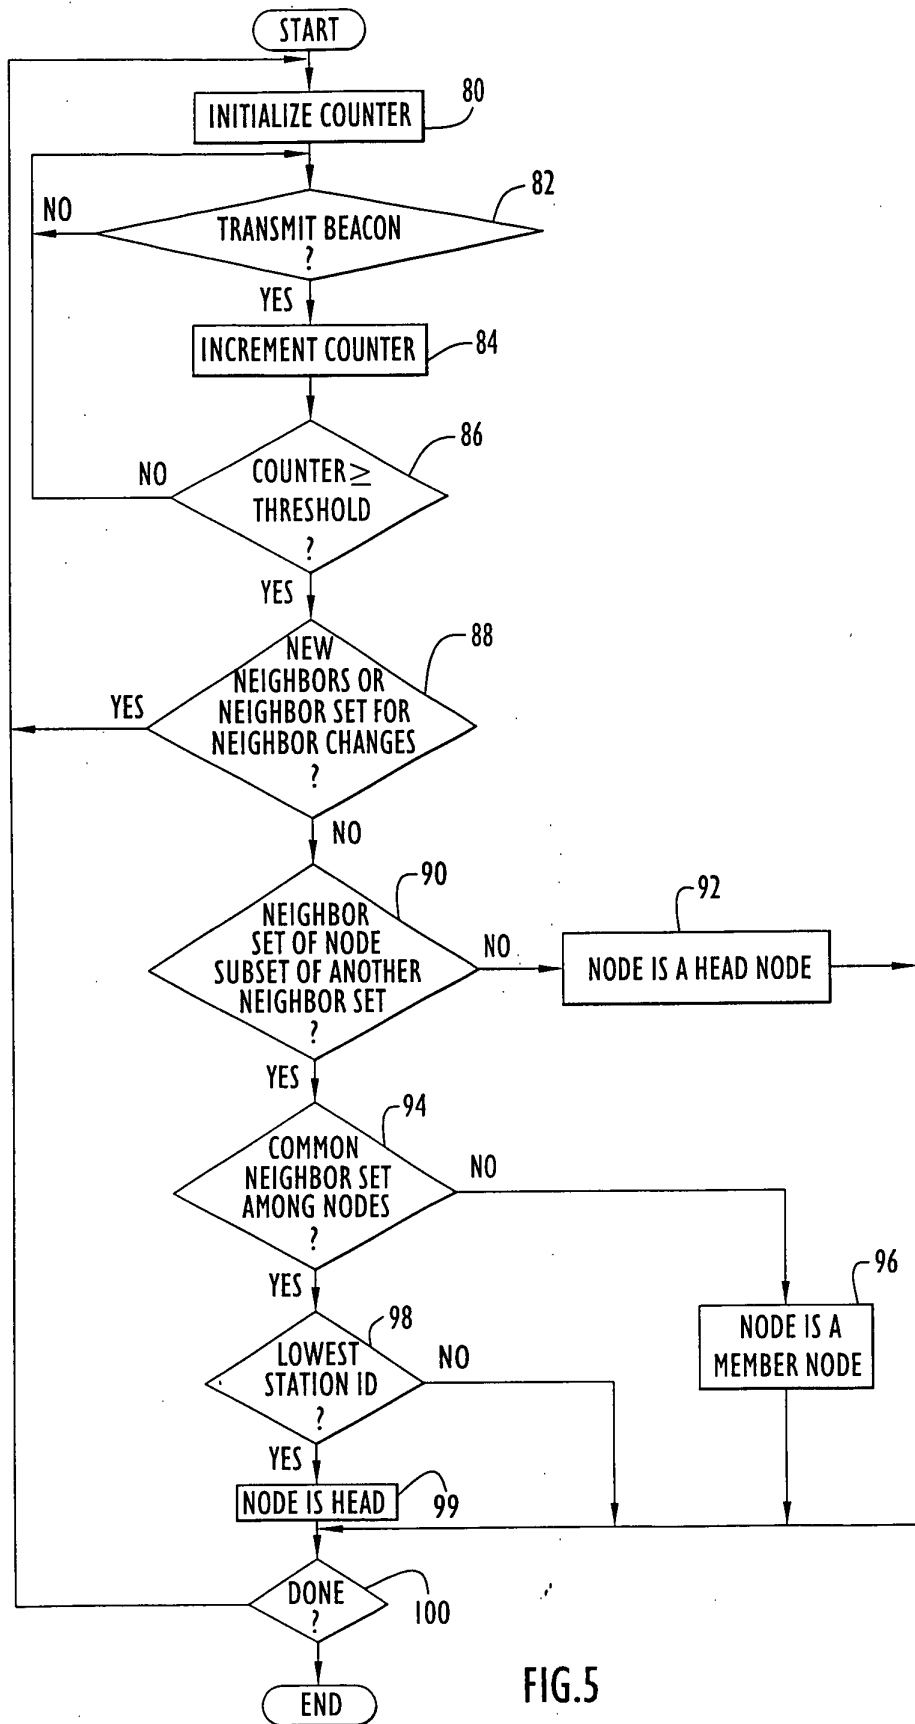 START
INITIALIZE COUNTER
80
TRANSMIT BEACON
?
82
NO
YES
INCREMENT COUNTER
84
COUNTER ≥
THRESHOLD
?
86
NO
YES
NEW
NEIGHBORS OR
NEIGHBOR SET FOR
NEIGHBOR CHANGES
?
88
YES
NO
NEIGHBOR
SET OF NODE
SUBSET OF ANOTHER
NEIGHBOR SET
?
90
NO
NODE IS A HEAD NODE
92
YES
COMMON
NEIGHBOR SET
AMONG NODES
?
94
NO
NODE IS A
MEMBER NODE
96
YES
LOWEST
STATION ID
?
98
NO
YES
NODE IS HEAD
99
DONE
?
100
END
FIG.5